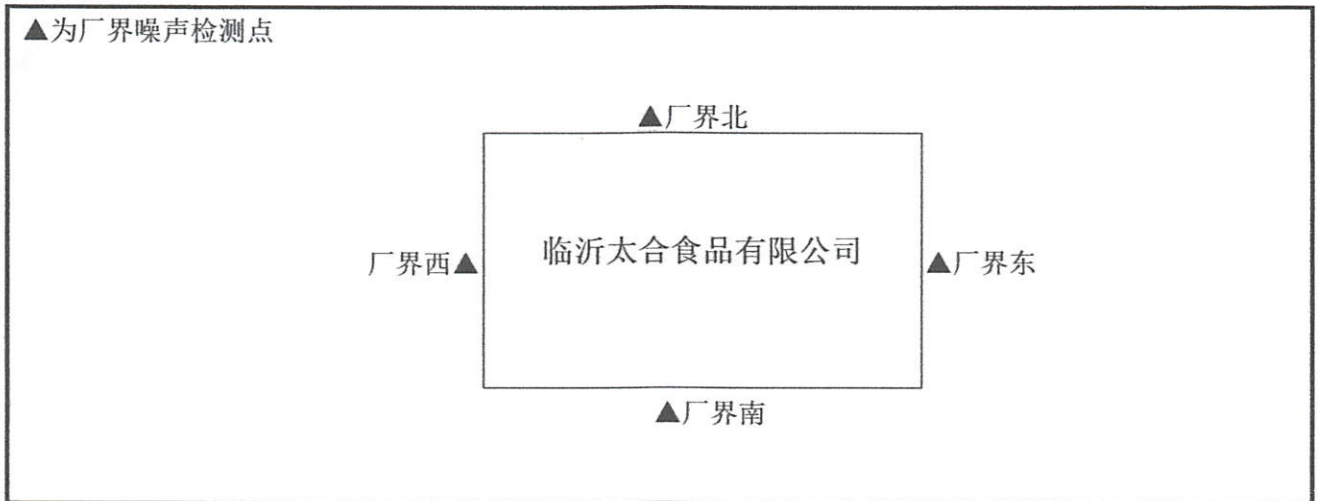 ▲为厂界噪声检测点
▲厂界北
厂界西▲
临沂太合食品有限公司
▲厂界东
▲厂界南